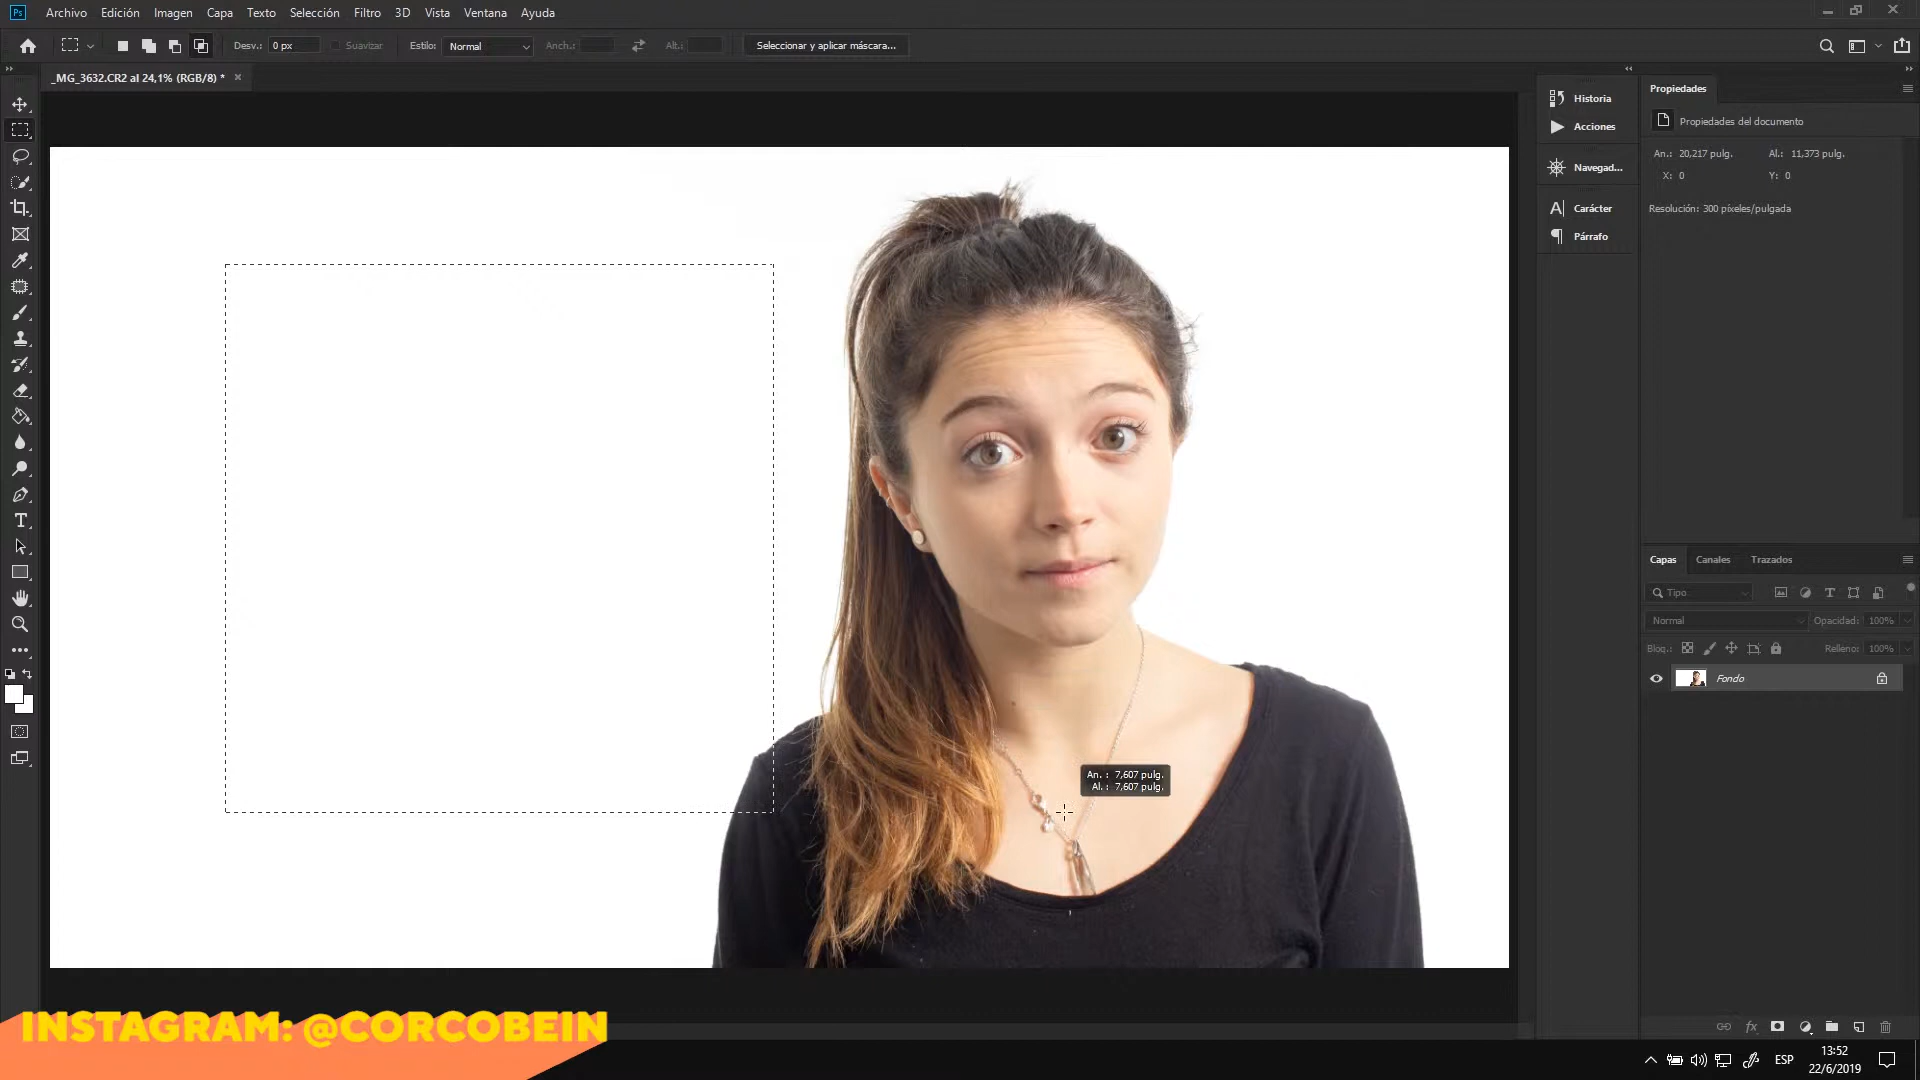 Ps Archivo Edición Imagen Capa Texto Selección Filtro 3D Vista Ventana Ayuda
Desv.: 0 px Suavizar Estilo: Normal Anch.: Alt.: Seleccionar y aplicar máscara...
_MG_3632.CR2 al 24,1% (RGB/8) *
Historia
Acciones
Navegad...
Carácter
Párrafo
Propiedades
Propiedades del documento
An.: 20,217 pulg. Al.: 11,373 pulg.
X: 0 Y: 0
Resolución: 300 píxeles/pulgada
Capas Canales Trazados
Tipo
Normal Opacidad: 100%
Bloq.: Relleno: 100%
Fondo
An. : 7,607 pulg.
Al. : 7,607 pulg.
INSTAGRAM: @CORCOBEIN
ESP
13:52
22/6/2019